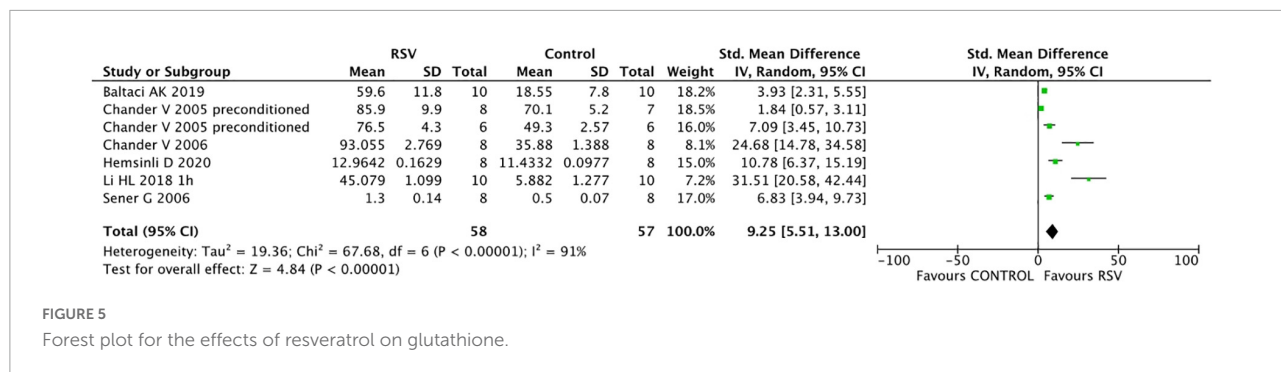 RSV Control Std. Mean Difference Std. Mean Difference
Study or Subgroup Mean SD Total Mean SD Total Weight IV, Random, 95% CI IV, Random, 95% CI
Baltaci AK 2019 59.6 11.8 10 18.55 7.8 10 18.2% 3.93 [2.31, 5.55]
Chander V 2005 preconditioned 85.9 9.9 8 70.1 5.2 7 18.5% 1.84 [0.57, 3.11]
Chander V 2005 preconditioned 76.5 4.3 6 49.3 2.57 6 16.0% 7.09 [3.45, 10.73]
Chander V 2006 93.055 2.769 8 35.88 1.388 8 8.1% 24.68 [14.78, 34.58]
Hemsinli D 2020 12.9642 0.1629 8 11.4332 0.0977 8 15.0% 10.78 [6.37, 15.19]
Li HL 2018 1h 45.079 1.099 10 5.882 1.277 10 7.2% 31.51 [20.58, 42.44]
Sener G 2006 1.3 0.14 8 0.5 0.07 8 17.0% 6.83 [3.94, 9.73]
Total (95% CI) 58 57 100.0% 9.25 [5.51, 13.00]
Heterogeneity: Tau² = 19.36; Chi² = 67.68, df = 6 (P < 0.00001); I² = 91%
Test for overall effect: Z = 4.84 (P < 0.00001)
-100 -50 0 50 100
Favours CONTROL Favours RSV
FIGURE 5
Forest plot for the effects of resveratrol on glutathione.